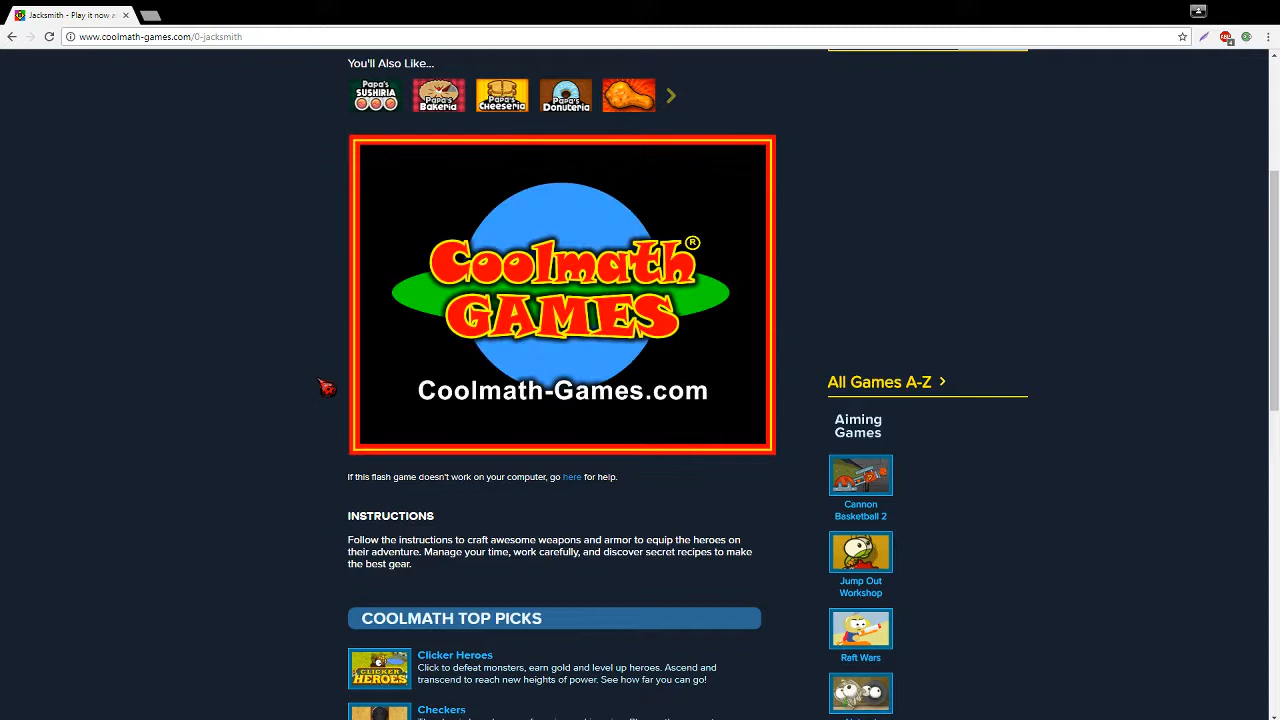 Jacksmith - Play it now a
www.coolmath-games.com/0-jacksmith
You'll Also Like...
Papa's SUSHIRIA
Papa's Bakeria
Papa's CHEESERIA
Papa's DONUTERIA
Coolmath ®
GAMES
Coolmath-Games.com
If this flash game doesn't work on your computer, go here for help.
INSTRUCTIONS
Follow the instructions to craft awesome weapons and armor to equip the heroes on
their adventure. Manage your time, work carefully, and discover secret recipes to make
the best gear.
COOLMATH TOP PICKS
CLICKER HEROES
Clicker Heroes
Click to defeat monsters, earn gold and level up heroes. Ascend and
transcend to reach new heights of power. See how far you can go!
Checkers
All Games A-Z
Aiming
Games
Cannon
Basketball 2
Jump Out
Workshop
Raft Wars